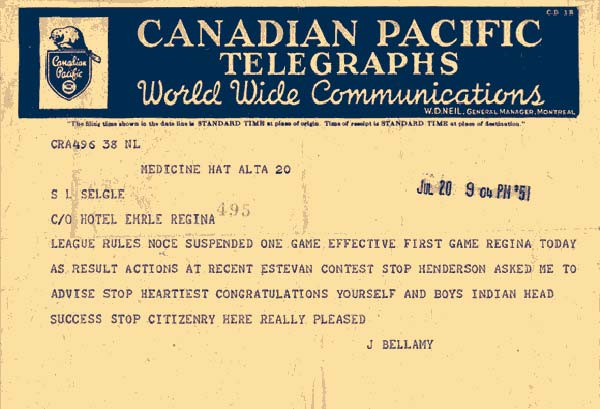 C.D. 1R
CANADIAN PACIFIC
TELEGRAPHS
World Wide Communications
Canadian
Pacific
W.D.NEIL, GENERAL MANAGER, MONTREAL
"The filing time shown in the date line is STANDARD TIME at place of origin. Time of receipt is STANDARD TIME at place of destination."
CRA496 38 NL
MEDICINE HAT ALTA 20
S L SELGLE
JUL 20 9 04 PM '51
C/O HOTEL EHRLE REGINA 495
LEAGUE RULES NOCE SUSPENDED ONE GAME EFFECTIVE FIRST GAME REGINA TODAY
AS RESULT ACTIONS AT RECENT ESTEVAN CONTEST STOP HENDERSON ASKED ME TO
ADVISE STOP HEARTIEST CONGRATULATIONS YOURSELF AND BOYS INDIAN HEAD
SUCCESS STOP CITIZENRY HERE REALLY PLEASED
J BELLAMY